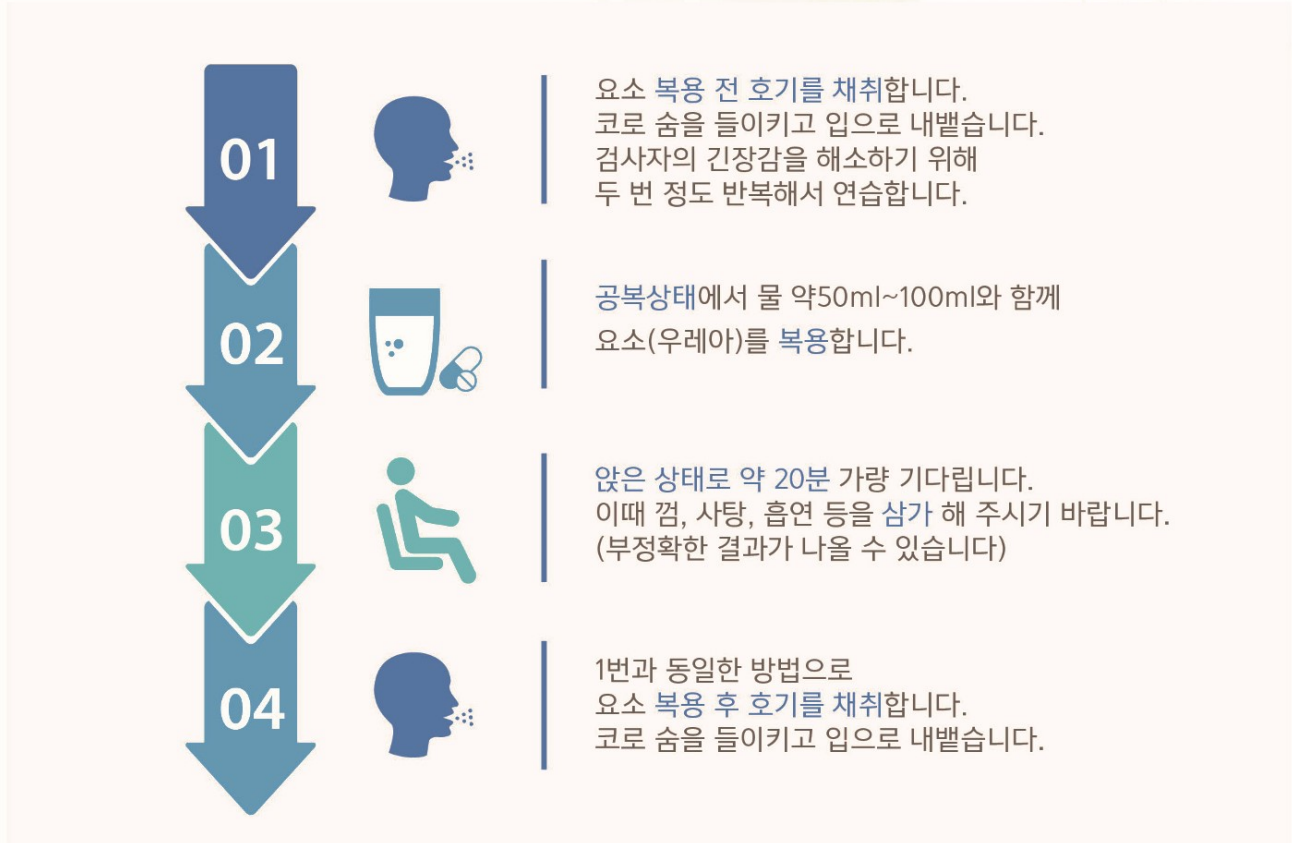 01
요소 복용 전 호기를 채취합니다.
코로 숨을 들이키고 입으로 내뱉습니다.
검사자의 긴장감을 해소하기 위해
두 번 정도 반복해서 연습합니다.
02
공복상태에서 물 약50ml~100ml와 함께
요소(우레아)를 복용합니다.
03
앉은 상태로 약 20분 가량 기다립니다.
이때 껌, 사탕, 흡연 등을 삼가 해 주시기 바랍니다.
(부정확한 결과가 나올 수 있습니다)
04
1번과 동일한 방법으로
요소 복용 후 호기를 채취합니다.
코로 숨을 들이키고 입으로 내뱉습니다.